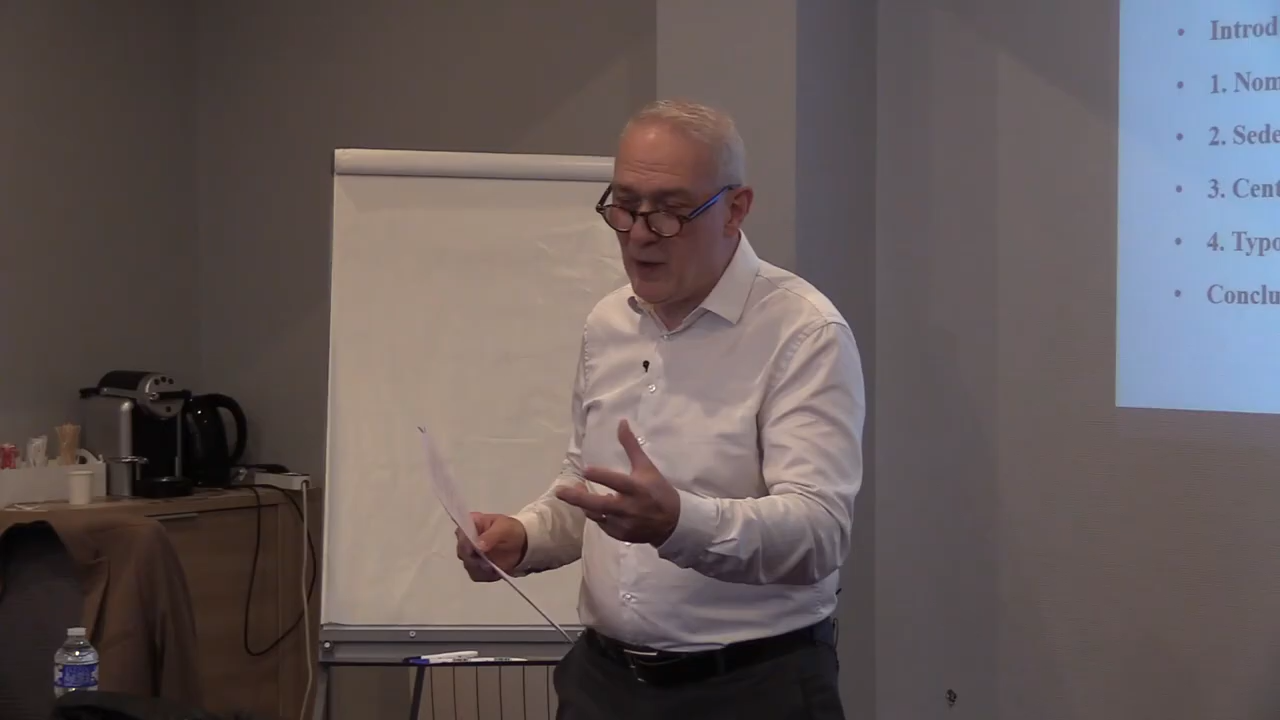 • Introd
• 1. Nom
• 2. Sede
• 3. Cent
• 4. Typo
• Conclu